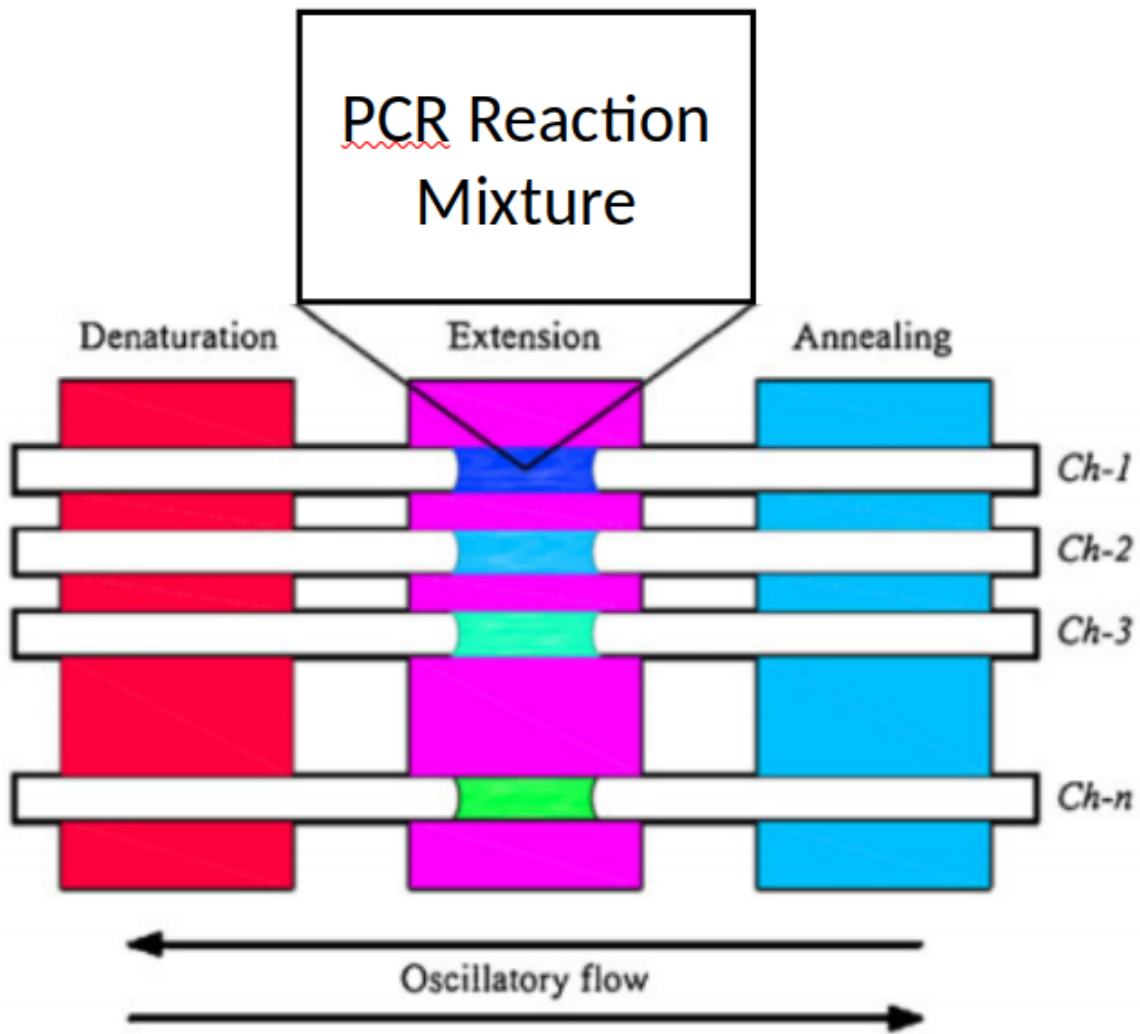 PCR Reaction
Mixture
Denaturation Extension Annealing
Ch-1
Ch-2
Ch-3
Ch-n
Oscillatory flow